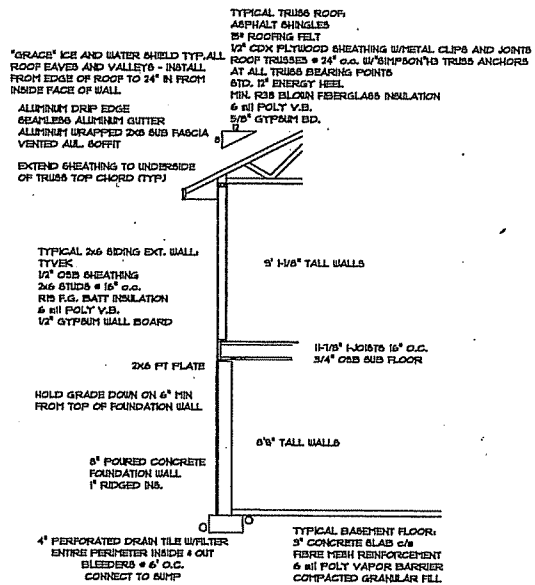 TYPICAL TRUSS ROOF:
ASPHALT SHINGLES
15# ROOFING FELT
1/2" CDX PLYWOOD SHEATHING W/METAL CLIPS AND JOINTS
ROOF TRUSSES @ 24" o.c. W/"SIMPSON" H3 TRUSS ANCHORS
AT ALL TRUSS BEARING POINTS
STD. 12" ENERGY HEEL
MIN. R38 BLOWN FIBERGLASS INSULATION
6 mil POLY V.B.
5/8" GYPSUM BD.
"GRACE" ICE AND WATER SHIELD TYP. ALL
ROOF EAVES AND VALLEYS - INSTALL
FROM EDGE OF ROOF TO 24" IN FROM
INSIDE FACE OF WALL
ALUMINUM DRIP EDGE
SEAMLESS ALUMINUM GUTTER
ALUMINUM WRAPPED 2X6 SUB FASCIA
VENTED AUL. SOFFIT
12
EXTEND SHEATHING TO UNDERSIDE
OF TRUSS TOP CHORD (TYP)
TYPICAL 2x6 SIDING EXT. WALL:
TYVEK
1/2" OSB SHEATHING
2x6 STUDS @ 16" o.c.
R19 F.G. BATT INSULATION
6 mil POLY V.B.
1/2" GYPSUM WALL BOARD
9' 1-1/8" TALL WALLS
11-7/8" I-JOISTS 16" O.C.
3/4" OSB SUB FLOOR
2X6 PT PLATE
HOLD GRADE DOWN ON 6" MIN
FROM TOP OF FOUNDATION WALL
TALL WALLS
8" POURED CONCRETE
FOUNDATION WALL
1" RIDGED INS.
4" PERFORATED DRAIN TILE W/FILTER
ENTIRE PERIMETER INSIDE & OUT
BLEEDERS @ 6' O.C.
CONNECT TO SUMP
TYPICAL BASEMENT FLOOR:
3" CONCRETE SLAB c/w
FIBRE MESH REINFORCEMENT
6 mil POLY VAPOR BARRIER
COMPACTED GRANULAR FILL